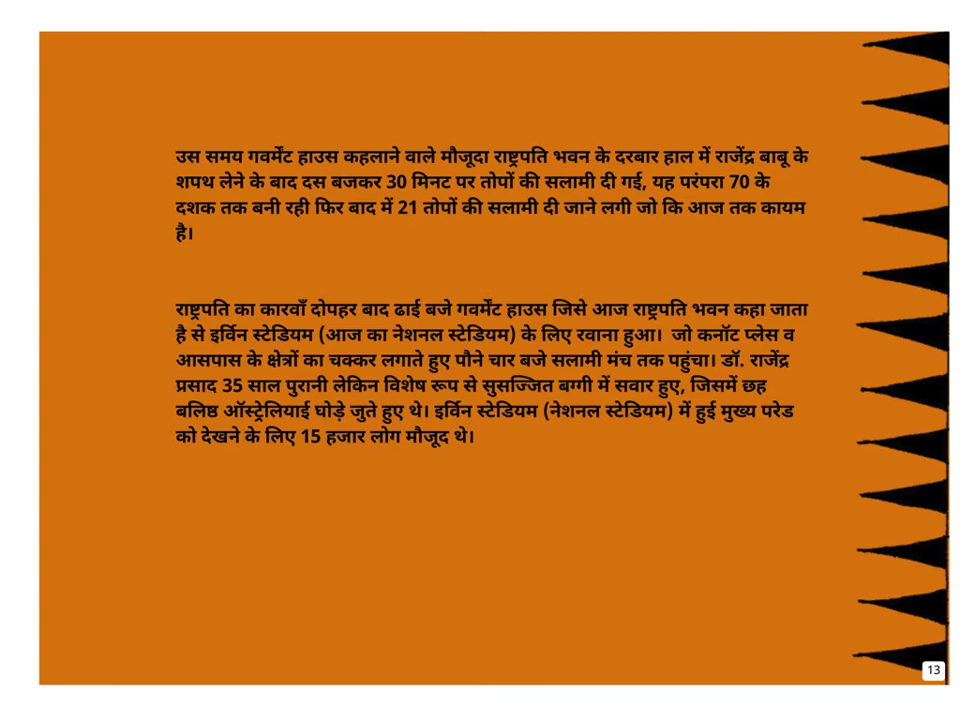 उस समय गवर्मेंट हाउस कहलाने वाले मौजूदा राष्ट्रपति भवन के दरबार हाल में राजेंद्र बाबू के
शपथ लेने के बाद दस बजकर 30 मिनट पर तोपों की सलामी दी गई, यह परंपरा 70 के
दशक तक बनी रही फिर बाद में 21 तोपों की सलामी दी जाने लगी जो कि आज तक कायम
है।
राष्ट्रपति का कारवाँ दोपहर बाद ढाई बजे गवर्मेंट हाउस जिसे आज राष्ट्रपति भवन कहा जाता
है से इर्विन स्टेडियम (आज का नेशनल स्टेडियम) के लिए रवाना हुआ। जो कनॉट प्लेस व
आसपास के क्षेत्रों का चक्कर लगाते हुए पौने चार बजे सलामी मंच तक पहुंचा। डॉ. राजेंद्र
प्रसाद 35 साल पुरानी लेकिन विशेष रूप से सुसज्जित बग्गी में सवार हुए, जिसमें छह
बलिष्ठ ऑस्ट्रेलियाई घोड़े जुते हुए थे। इर्विन स्टेडियम (नेशनल स्टेडियम) में हुई मुख्य परेड
को देखने के लिए 15 हजार लोग मौजूद थे।
13